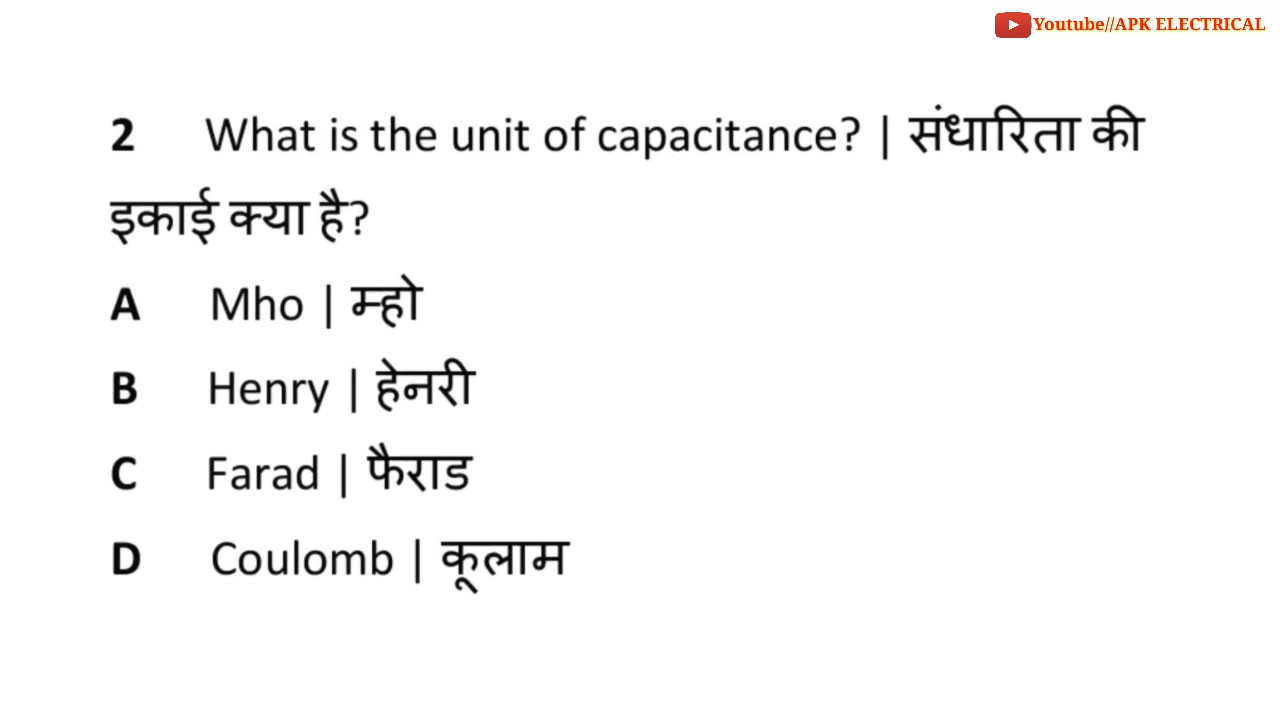 Youtube//APK ELECTRICAL
2 What is the unit of capacitance? | संधारिता की
इकाई क्या है?
A Mho | म्हो
B Henry | हेनरी
C Farad | फैराड
D Coulomb | कूलाम